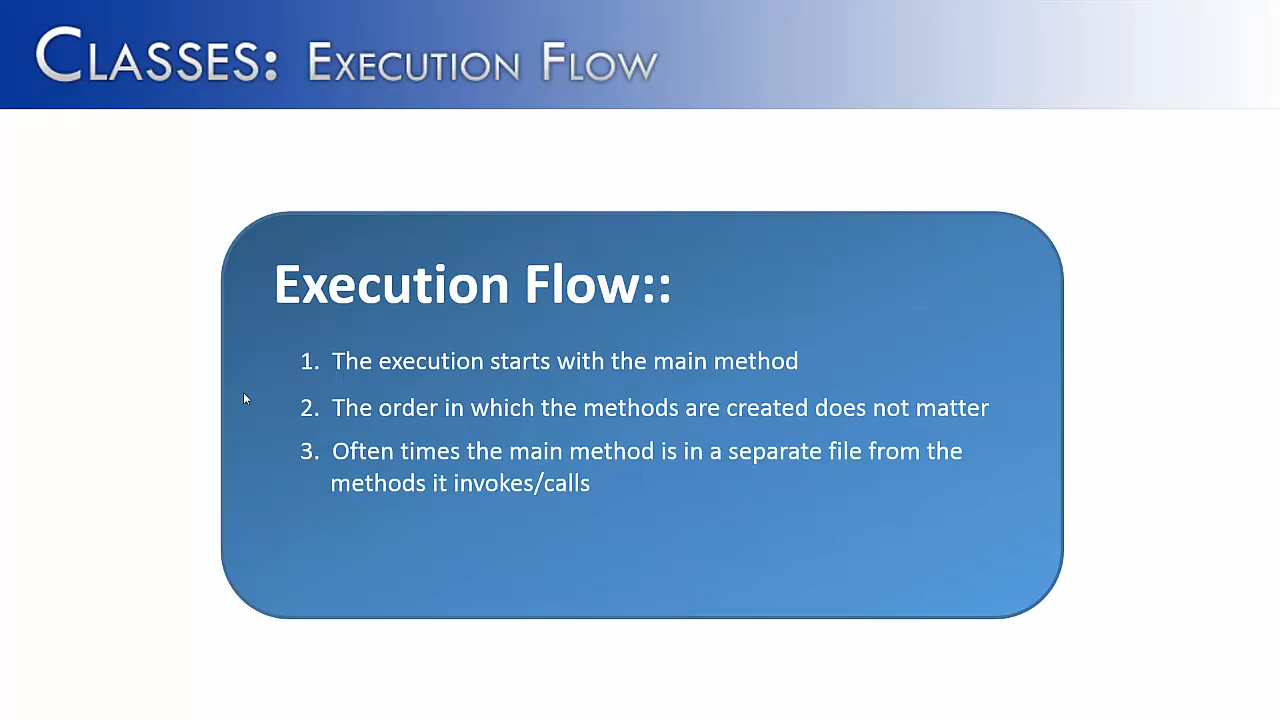 CLASSES: EXECUTION FLOW
Execution Flow::
1. The execution starts with the main method
2. The order in which the methods are created does not matter
3. Often times the main method is in a separate file from the
methods it invokes/calls